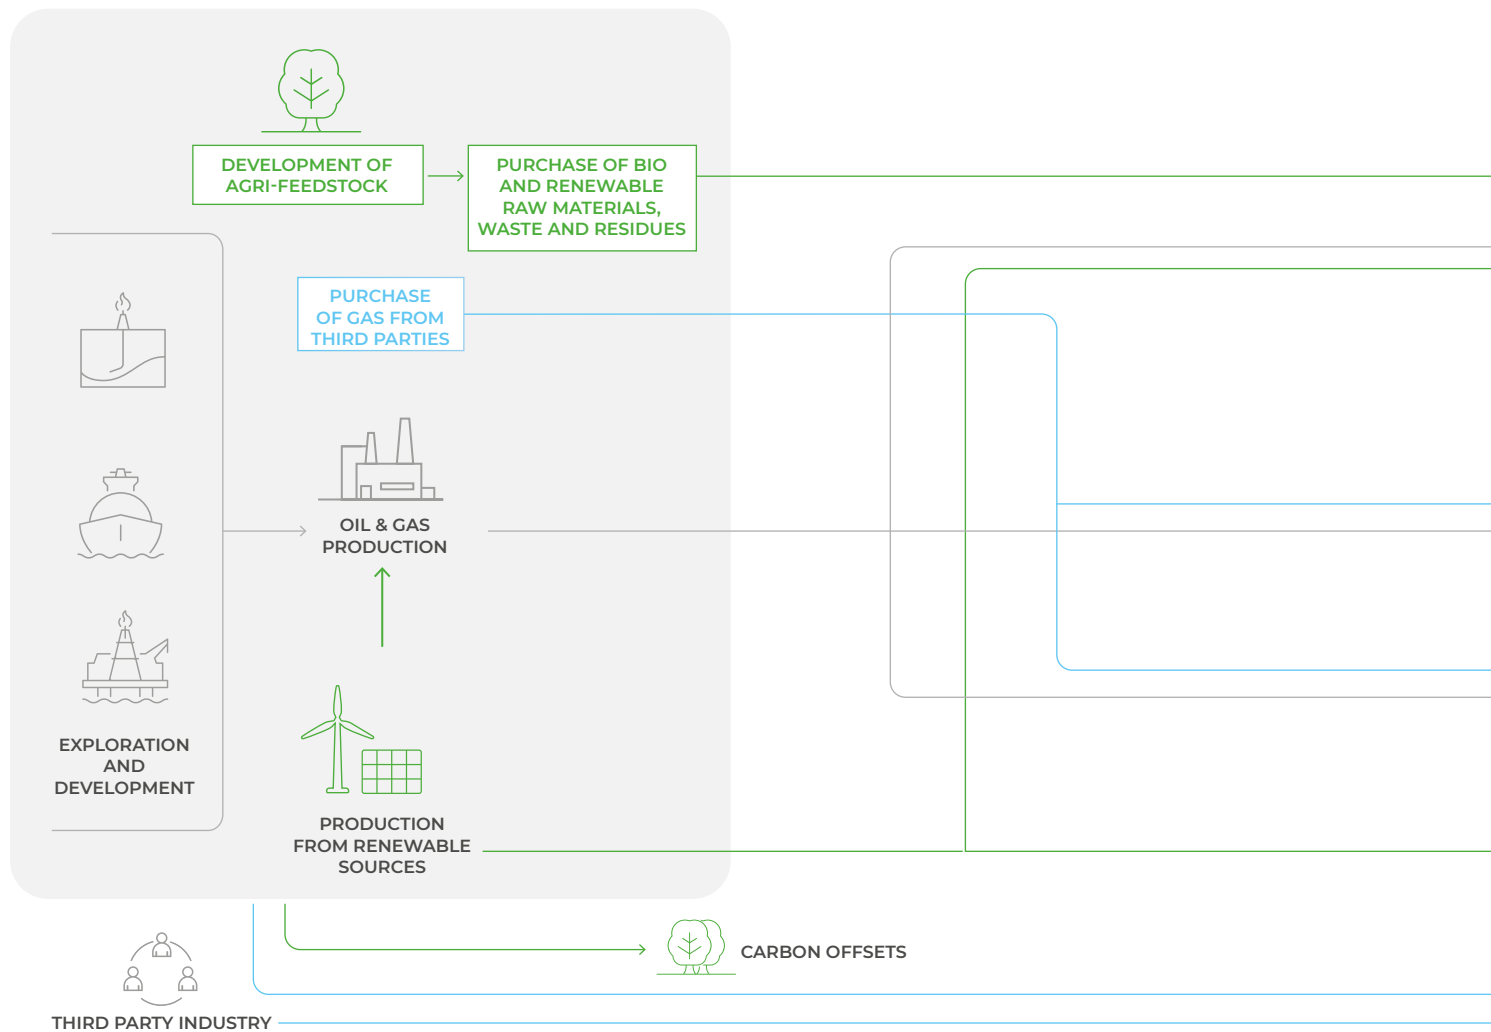 DEVELOPMENT OF
AGRI-FEEDSTOCK
PURCHASE OF BIO
AND RENEWABLE
RAW MATERIALS,
WASTE AND RESIDUES
PURCHASE
OF GAS FROM
THIRD PARTIES
OIL & GAS
PRODUCTION
EXPLORATION
AND
DEVELOPMENT
PRODUCTION
FROM RENEWABLE
SOURCES
CARBON OFFSETS
THIRD PARTY INDUSTRY